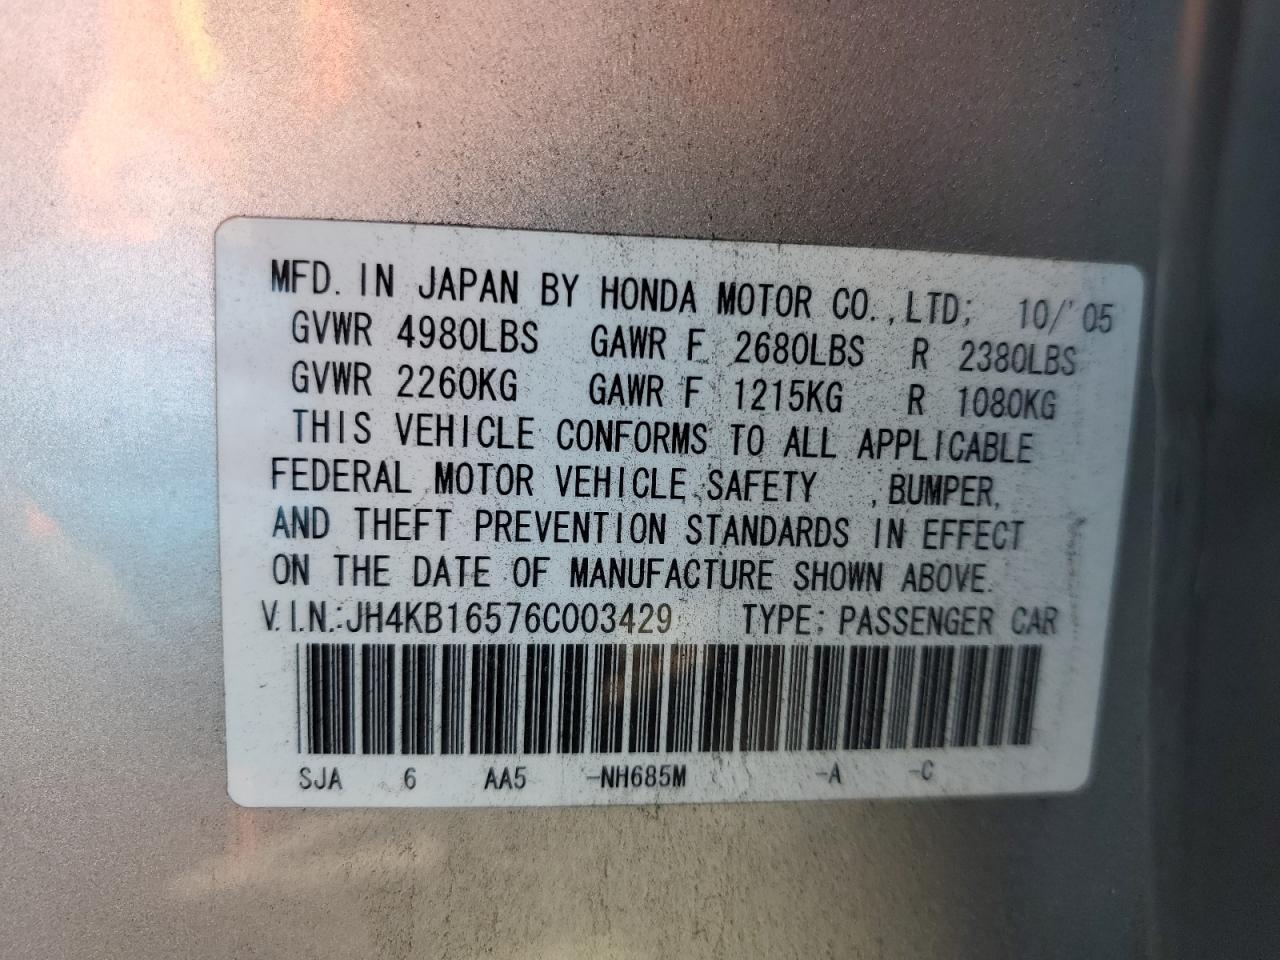 MFD. IN JAPAN BY HONDA MOTOR CO., LTD; 10/'05
GVWR 4980LBS GAWR F 2680LBS R 2380LBS
GVWR 2260KG GAWR F 1215KG R 1080KG
THIS VEHICLE CONFORMS TO ALL APPLICABLE
FEDERAL MOTOR VEHICLE SAFETY , BUMPER,
AND THEFT PREVENTION STANDARDS IN EFFECT
ON THE DATE OF MANUFACTURE SHOWN ABOVE.
V.I.N.:JH4KB16576C003429 TYPE: PASSENGER CAR
SJA 6 AA5 -NH685M -A -C